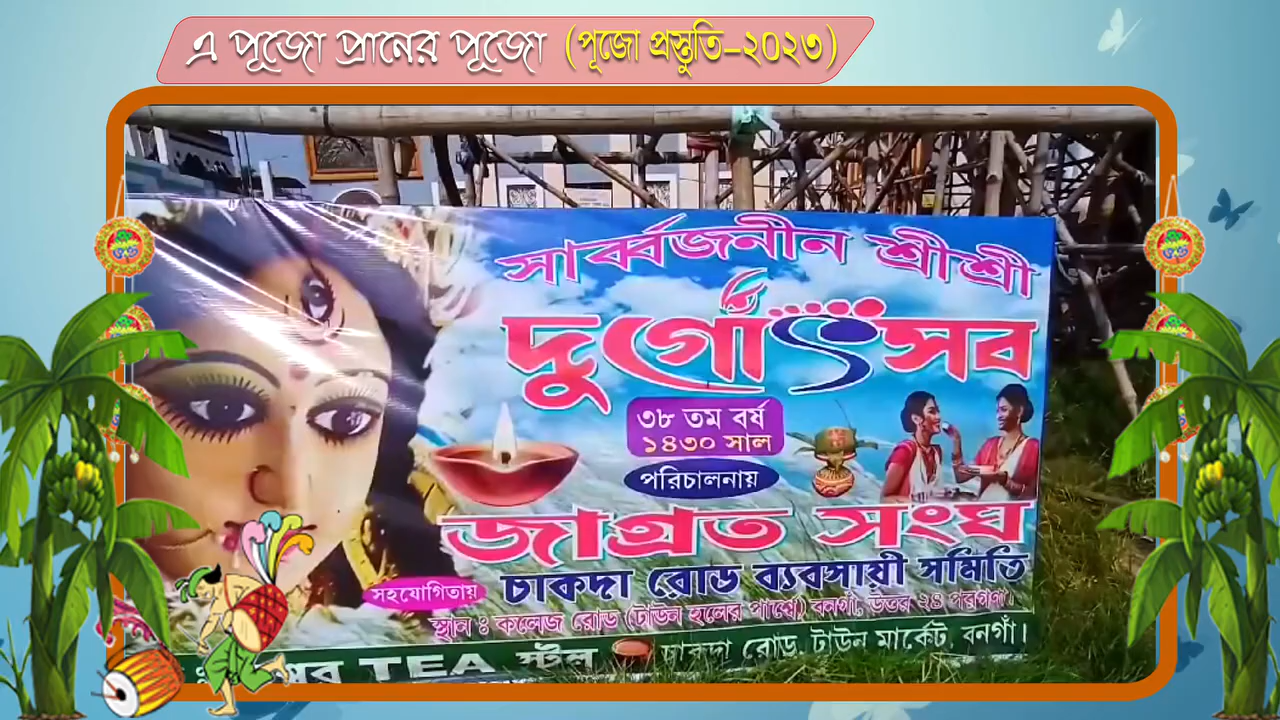 এ পূজো প্রানের পূজো (পূজো প্রস্তুতি-২০২৩)
সার্ব্বজনীন শ্রীশ্রী
দুর্গোৎসব
৩৮ তম বর্ষ
১৪৩০ সাল
পরিচালনায়
জাগ্রত সংঘ
সহযোগিতায় চাকদা রোড ব্যবসায়ী সমিতি
স্থান : কলেজ রোড (টাউন হলের পার্শ্বে) বনগাঁ, উত্তর ২৪ পরগণা।
TEA স্টল চাকদা রোড, টাউন মার্কেট, বনগাঁ।